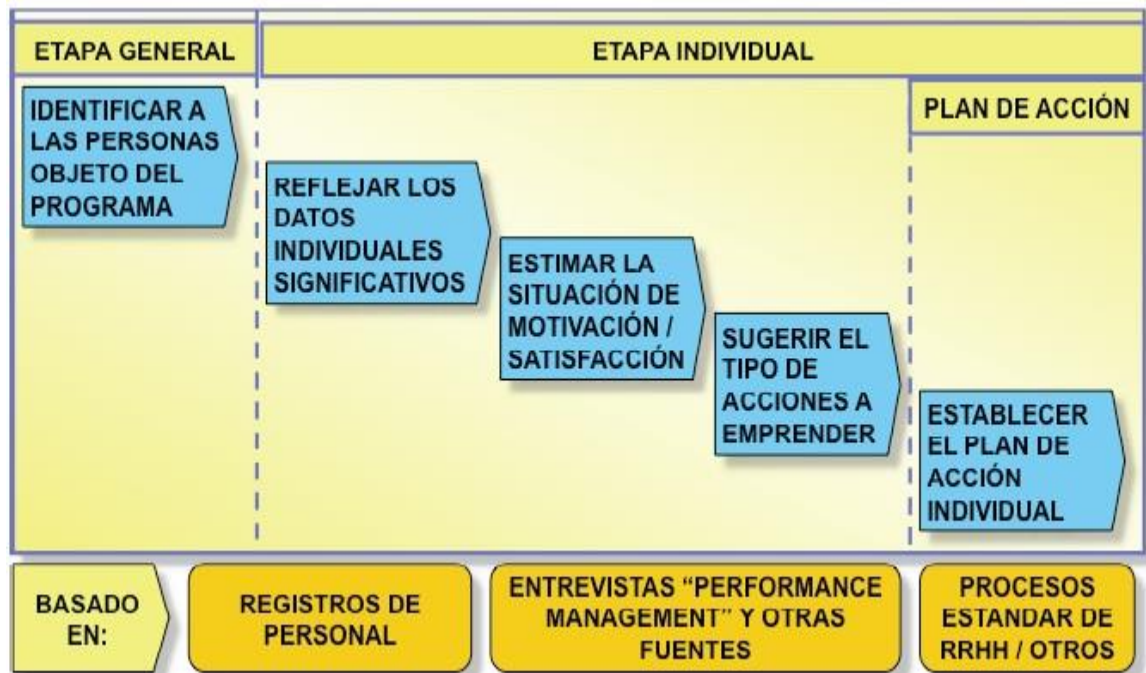 ETAPA GENERAL
ETAPA INDIVIDUAL
IDENTIFICAR A
LAS PERSONAS
OBJETO DEL
PROGRAMA
PLAN DE ACCIÓN
REFLEJAR LOS
DATOS
INDIVIDUALES
SIGNIFICATIVOS
ESTIMAR LA
SITUACIÓN DE
MOTIVACIÓN /
SATISFACCIÓN
SUGERIR EL
TIPO DE
ACCIONES A
EMPRENDER
ESTABLECER
EL PLAN DE
ACCIÓN
INDIVIDUAL
BASADO
EN:
REGISTROS DE
PERSONAL
ENTREVISTAS “PERFORMANCE
MANAGEMENT” Y OTRAS
FUENTES
PROCESOS
ESTANDAR DE
RRHH / OTROS